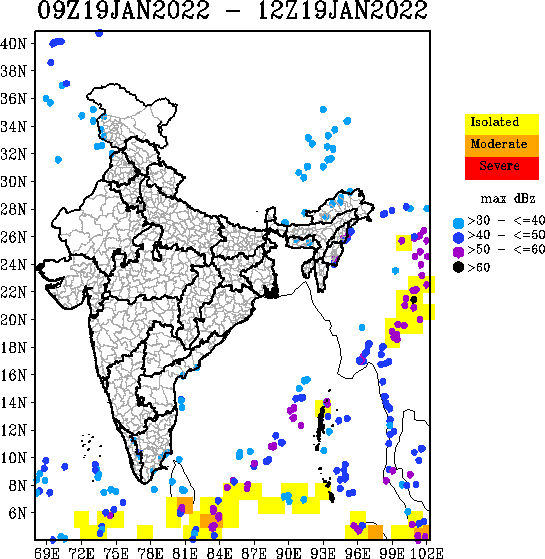 09Z19JAN2022 - 12Z19JAN2022
40N
38N
36N
34N
32N
30N
28N
26N
24N
22N
20N
18N
16N
14N
12N
10N
8N
6N
69E 72E 75E 78E 81E 84E 87E 90E 93E 96E 99E 102E
Isolated
Moderate
Severe
max dBz
>30 - <=40
>40 - <=50
>50 - <=60
>60